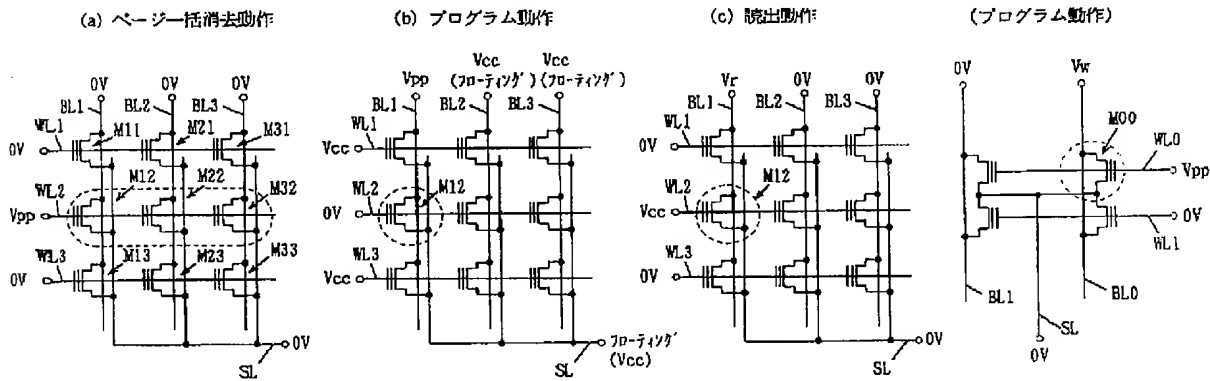 (a) ページ一括消去動作
0V
0V
0V
BL1
BL2
BL3
WL1
0V
M11
M21
M31
WL2
Vpp
M12
M22
M32
WL3
0V
M13
M23
M33
0V
SL
(b) プログラム動作
Vpp
Vcc
(フローティング)
Vcc
(フローティング)
BL1
BL2
BL3
WL1
Vcc
WL2
0V
M12
WL3
Vcc
フローティング
(Vcc)
SL
(c) 読出動作
Vr
0V
0V
BL1
BL2
BL3
WL1
0V
WL2
Vcc
M12
WL3
0V
0V
SL
(プログラム動作)
0V
Vw
M00
WL0
Vpp
0V
WL1
BL1
BL0
SL
0V